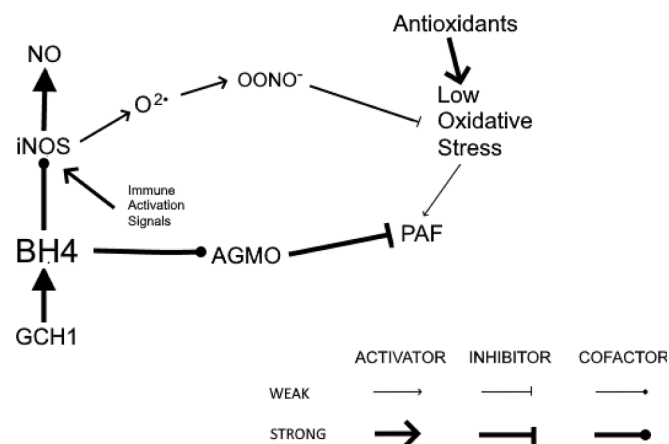 Antioxidants
NO
O²• OONO⁻
Low
Oxidative
Stress
iNOS
Immune
Activation
Signals
BH4
AGMO
PAF
GCH1
ACTIVATOR INHIBITOR COFACTOR
WEAK
STRONG